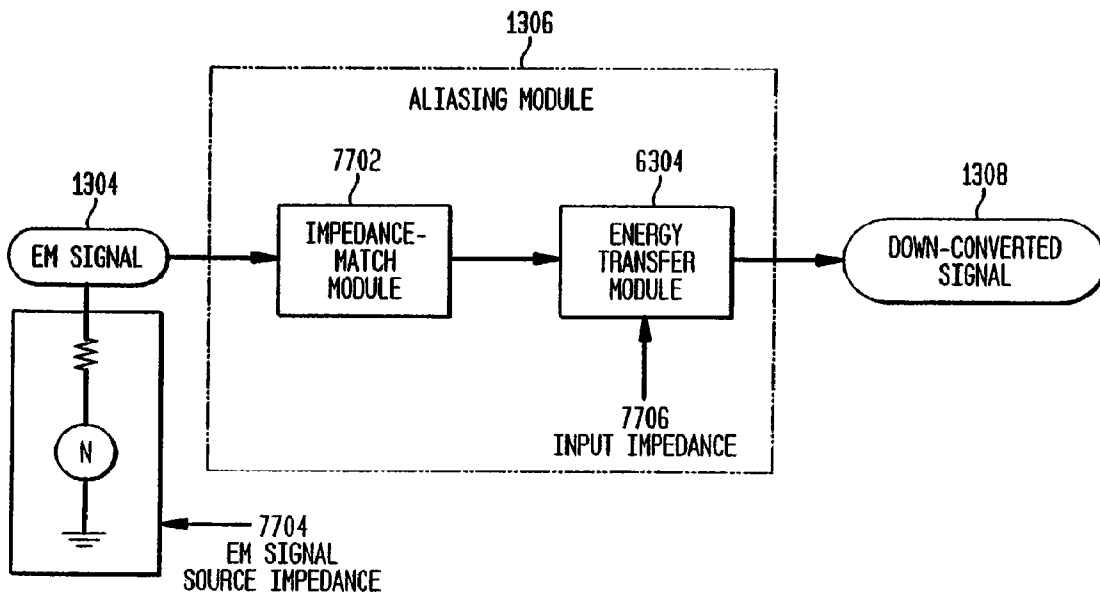 1306
ALIASING MODULE
7702
6304
1304
1308
EM SIGNAL
IMPEDANCE-
MATCH
MODULE
ENERGY
TRANSFER
MODULE
DOWN-CONVERTED
SIGNAL
7706
INPUT IMPEDANCE
N
7704
EM SIGNAL
SOURCE IMPEDANCE